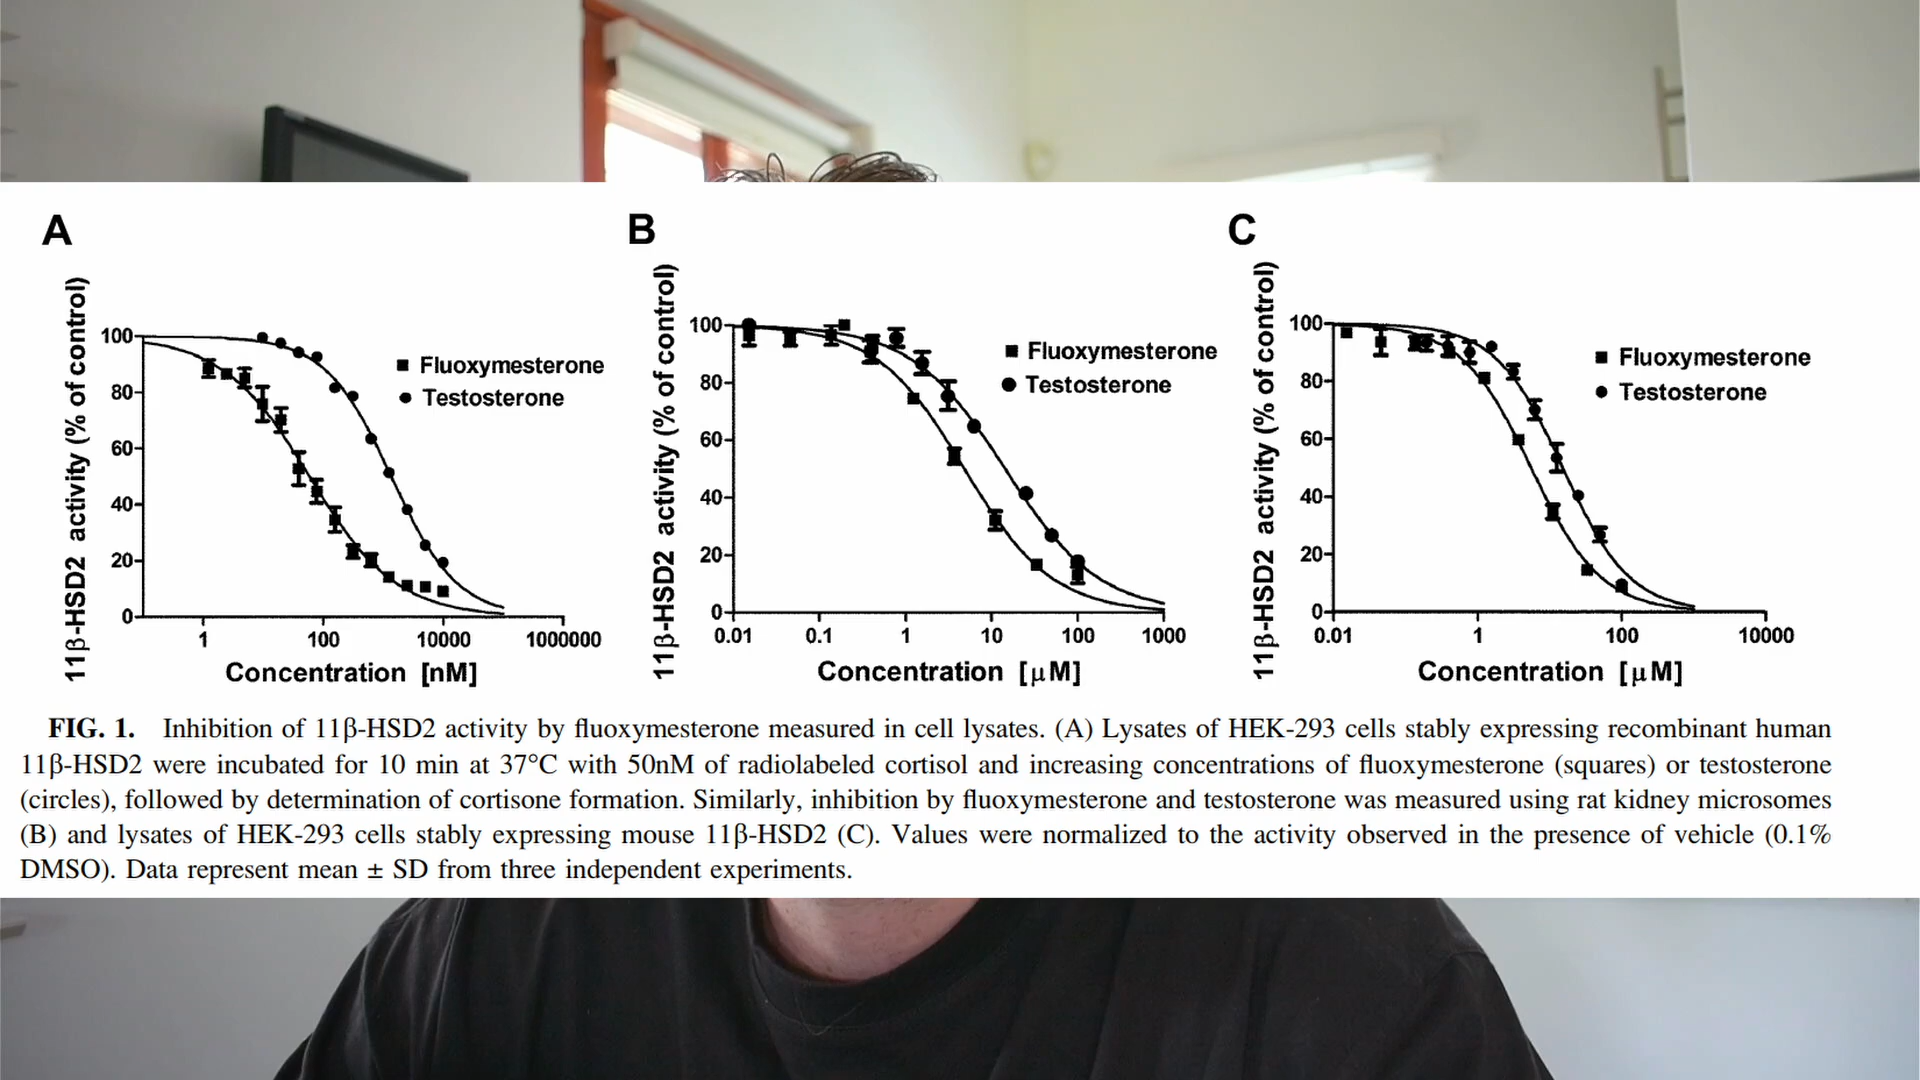 A
B
C
11β-HSD2 activity (% of control)
100
80
60
40
20
0
1
100
10000
1000000
Concentration [nM]
Fluoxymesterone
Testosterone
11β-HSD2 activity (% of control)
100
80
60
40
20
0
0.01
0.1
1
10
100
1000
Concentration [μM]
Fluoxymesterone
Testosterone
11β-HSD2 activity (% of control)
100
80
60
40
20
0
0.01
1
100
10000
Concentration [μM]
Fluoxymesterone
Testosterone
FIG. 1. Inhibition of 11β-HSD2 activity by fluoxymesterone measured in cell lysates. (A) Lysates of HEK-293 cells stably expressing recombinant human
11β-HSD2 were incubated for 10 min at 37°C with 50nM of radiolabeled cortisol and increasing concentrations of fluoxymesterone (squares) or testosterone
(circles), followed by determination of cortisone formation. Similarly, inhibition by fluoxymesterone and testosterone was measured using rat kidney microsomes
(B) and lysates of HEK-293 cells stably expressing mouse 11β-HSD2 (C). Values were normalized to the activity observed in the presence of vehicle (0.1%
DMSO). Data represent mean ± SD from three independent experiments.